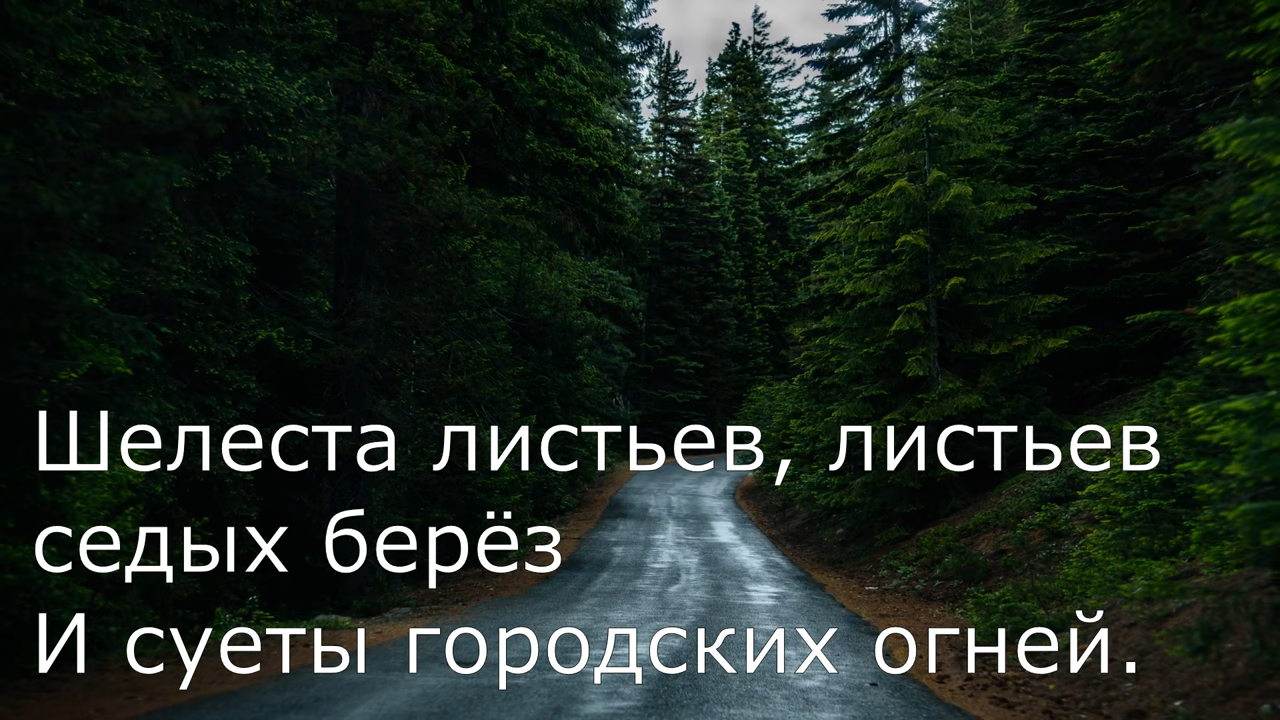 Шелеста листьев, листьев
седых берёз
И суеты городских огней.